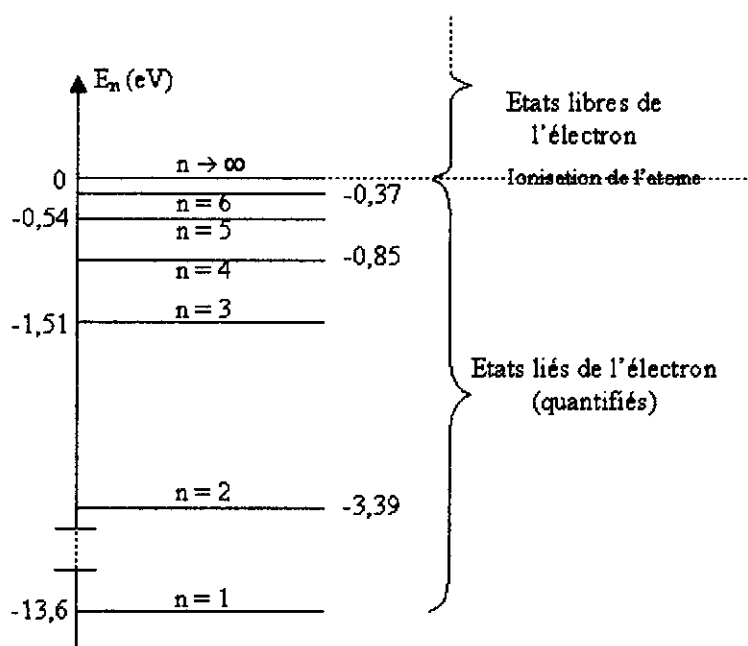 Eₙ (eV)
Etats libres de
l'électron
n → ∞
0
Ionisation de l'atome
n = 6
-0,37
-0,54
n = 5
-0,85
n = 4
n = 3
-1,51
Etats liés de l'électron
(quantifiés)
n = 2
-3,39
n = 1
-13,6